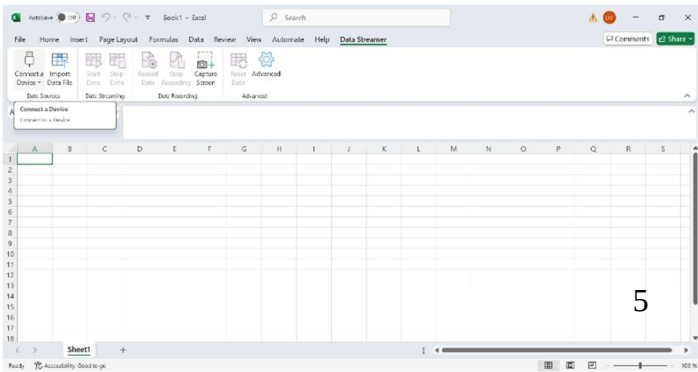 AutoSave Off Book1 - Excel Search UV
File Home Insert Page Layout Formulas Data Review View Automate Help Data Streamer Comments Share
Connect a Import Start Stop Record Stop Capture Reset Advanced
Device Data File Data Data Data Recording Screen Data
Data Sources Data Streaming Data Recording Advanced
Connect a Device
Connect to a Device
A B C D E F G H I J K L M N O P Q R S
1
2
3
4
5
6
7
8
9
10
11
12
13
14
15
16
17
18
5
Sheet1
Ready Accessibility: Good to go 100 %